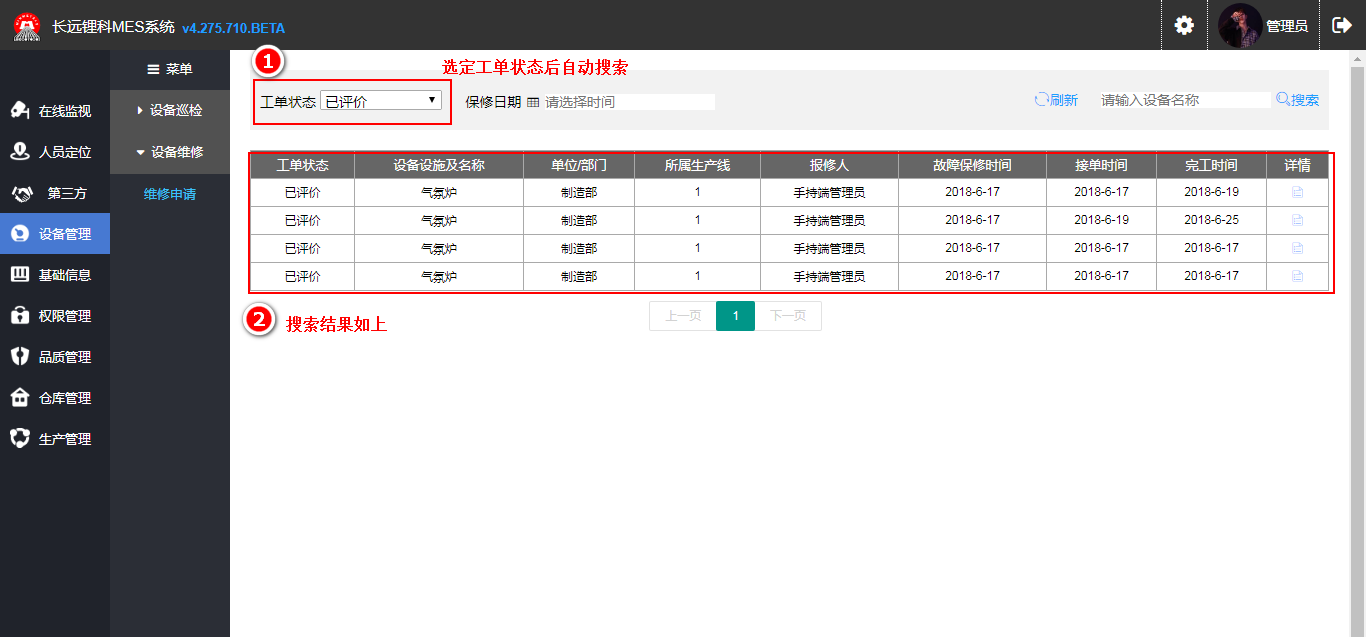 长远锂科MES系统 v4.275.710.BETA
管理员
菜单
设备巡检
设备维修
维修申请
在线监视
人员定位
第三方
设备管理
基础信息
权限管理
品质管理
仓库管理
生产管理
1
选定工单状态后自动搜索
工单状态 已评价 保修日期 请选择时间 刷新 请输入设备名称 搜索
工单状态 设备设施及名称 单位/部门 所属生产线 报修人 故障保修时间 接单时间 完工时间 详情
已评价 气氛炉 制造部 1 手持端管理员 2018-6-17 2018-6-17 2018-6-19
已评价 气氛炉 制造部 1 手持端管理员 2018-6-17 2018-6-19 2018-6-25
已评价 气氛炉 制造部 1 手持端管理员 2018-6-17 2018-6-17 2018-6-17
已评价 气氛炉 制造部 1 手持端管理员 2018-6-17 2018-6-17 2018-6-17
上一页 1 下一页
2 搜索结果如上